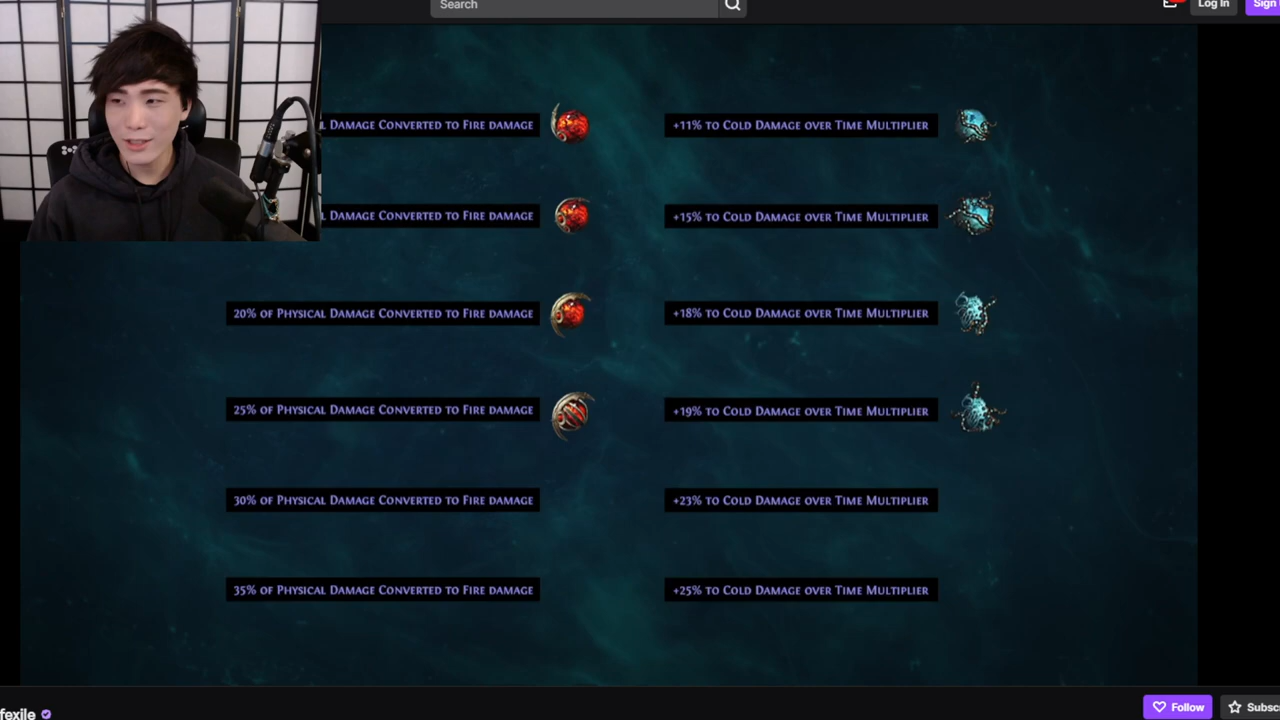 Search
Log In
Sign
L Damage Converted to Fire damage
+11% to Cold Damage over Time Multiplier
L Damage Converted to Fire damage
+15% to Cold Damage over Time Multiplier
20% of Physical Damage Converted to Fire damage
+18% to Cold Damage over Time Multiplier
25% of Physical Damage Converted to Fire damage
+19% to Cold Damage over Time Multiplier
30% of Physical Damage Converted to Fire damage
+23% to Cold Damage over Time Multiplier
35% of Physical Damage Converted to Fire damage
+25% to Cold Damage over Time Multiplier
fexile
Follow
Subsc